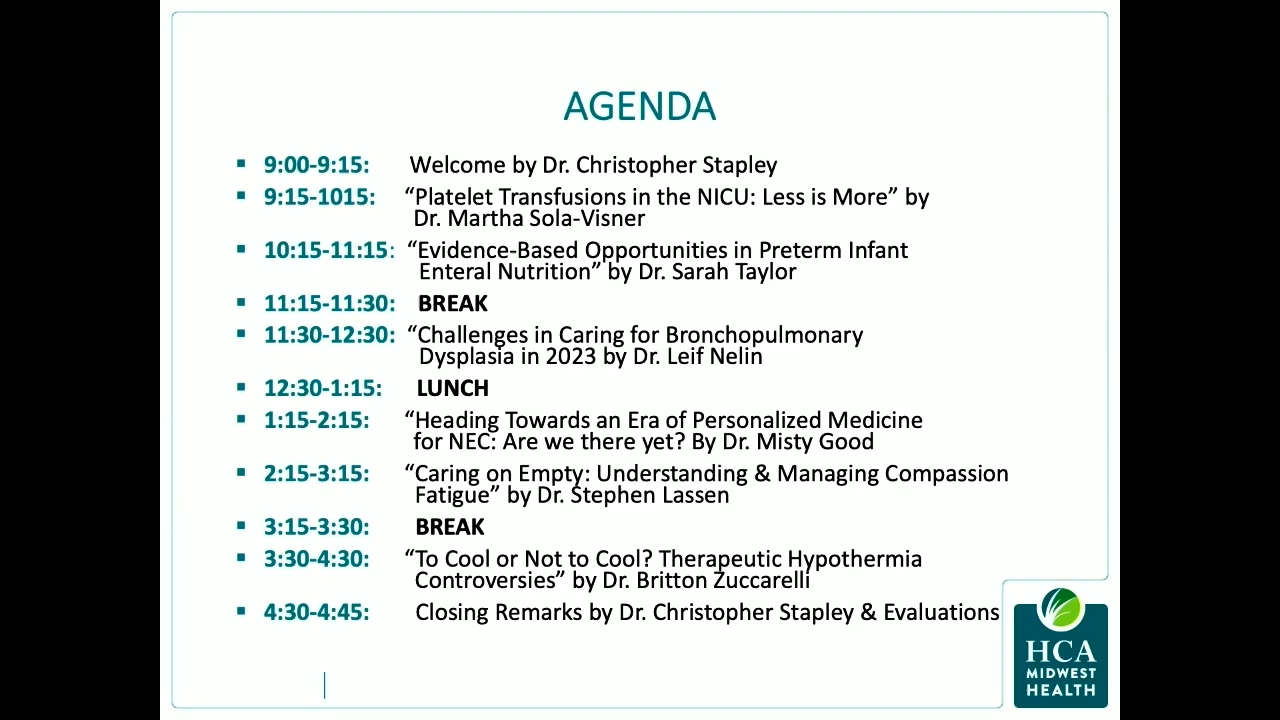 AGENDA
9:00-9:15: Welcome by Dr. Christopher Stapley
9:15-1015: “Platelet Transfusions in the NICU: Less is More” by
Dr. Martha Sola-Visner
10:15-11:15: “Evidence-Based Opportunities in Preterm Infant
Enteral Nutrition” by Dr. Sarah Taylor
11:15-11:30: BREAK
11:30-12:30: “Challenges in Caring for Bronchopulmonary
Dysplasia in 2023 by Dr. Leif Nelin
12:30-1:15: LUNCH
1:15-2:15: “Heading Towards an Era of Personalized Medicine
for NEC: Are we there yet? By Dr. Misty Good
2:15-3:15: “Caring on Empty: Understanding & Managing Compassion
Fatigue” by Dr. Stephen Lassen
3:15-3:30: BREAK
3:30-4:30: “To Cool or Not to Cool? Therapeutic Hypothermia
Controversies” by Dr. Britton Zuccarelli
4:30-4:45: Closing Remarks by Dr. Christopher Stapley & Evaluations
HCA
MIDWEST
HEALTH